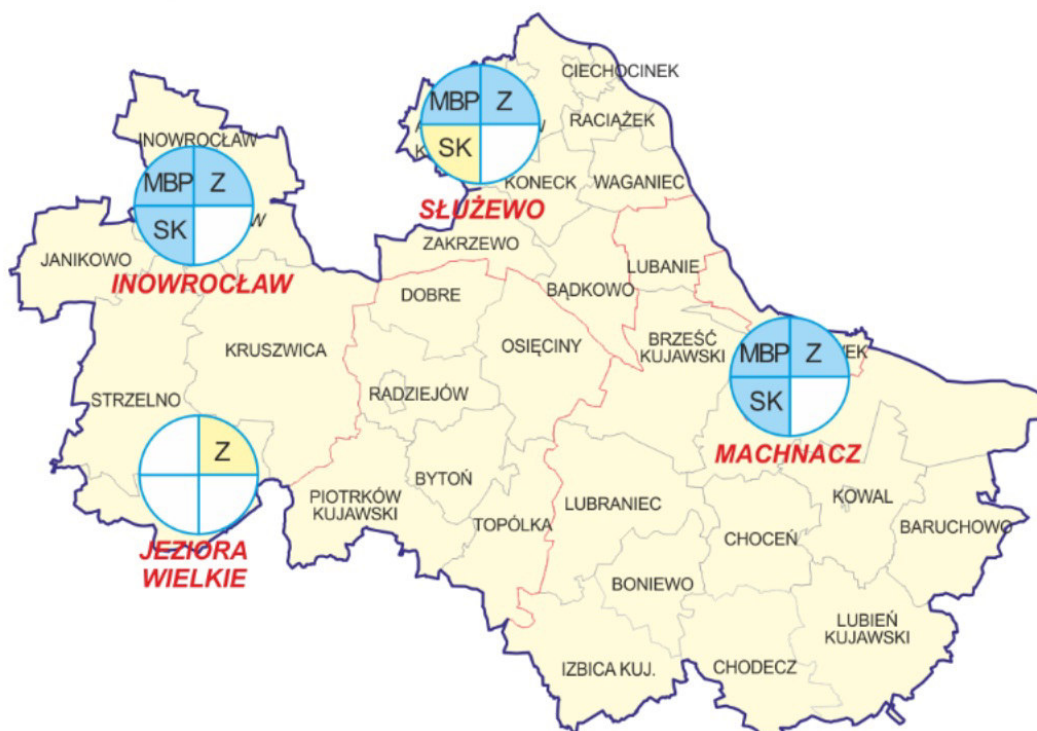 CIECHOCINEK
MBP Z
RACIĄŻEK
INOWROCŁAW
SK
MBP Z
KONECK
WAGANIEC
SŁUŻEWO
SK
ZAKRZEWO
LUBANIE
JANIKOWO
INOWROCŁAW
BĄDKOWO
DOBRE
BRZEŚĆ
KUJAWSKI
OSIĘCINY
KRUSZWICA
MBP Z
RADZIEJÓW
STRZELNO
SK
Z
MACHNACZ
BYTOŃ
PIOTRKÓW
KUJAWSKI
LUBRANIEC
KOWAL
TOPÓLKA
BARUCHOWO
CHOCEŃ
JEZIORA
WIELKIE
BONIEWO
LUBIEŃ
KUJAWSKI
IZBICA KUJ.
CHODECZ